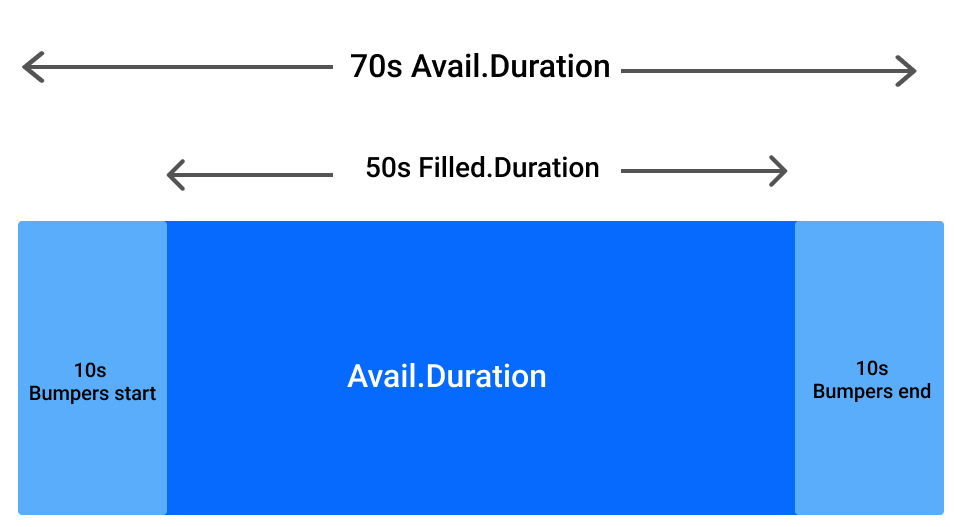 70s Avail.Duration
50s Filled.Duration
10s
Bumpers start
Avail.Duration
10s
Bumpers end